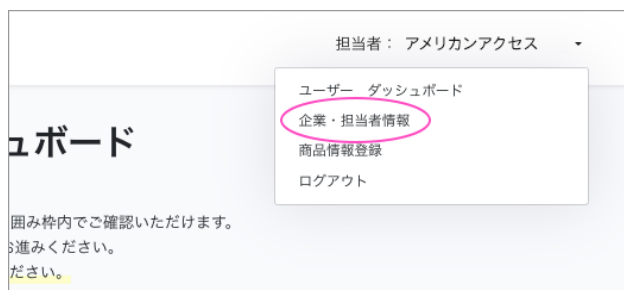 担当者： アメリカンアクセス
ユーザー　ダッシュボード
企業・担当者情報
商品情報登録
ログアウト
ュボード
囲み枠内でご確認いただけます。
お進みください。
ださい。